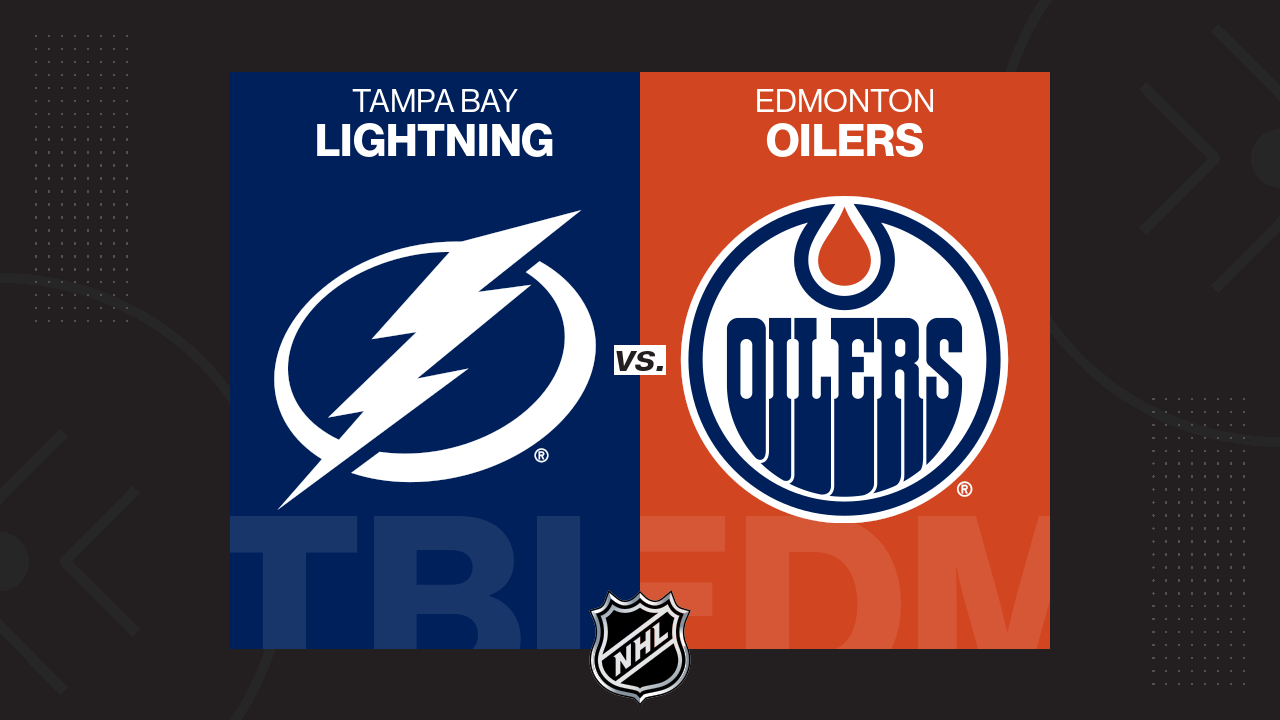 TAMPA BAY
LIGHTNING
EDMONTON
OILERS
vs.
OILERS
®
®
TBL
EDM
NHL